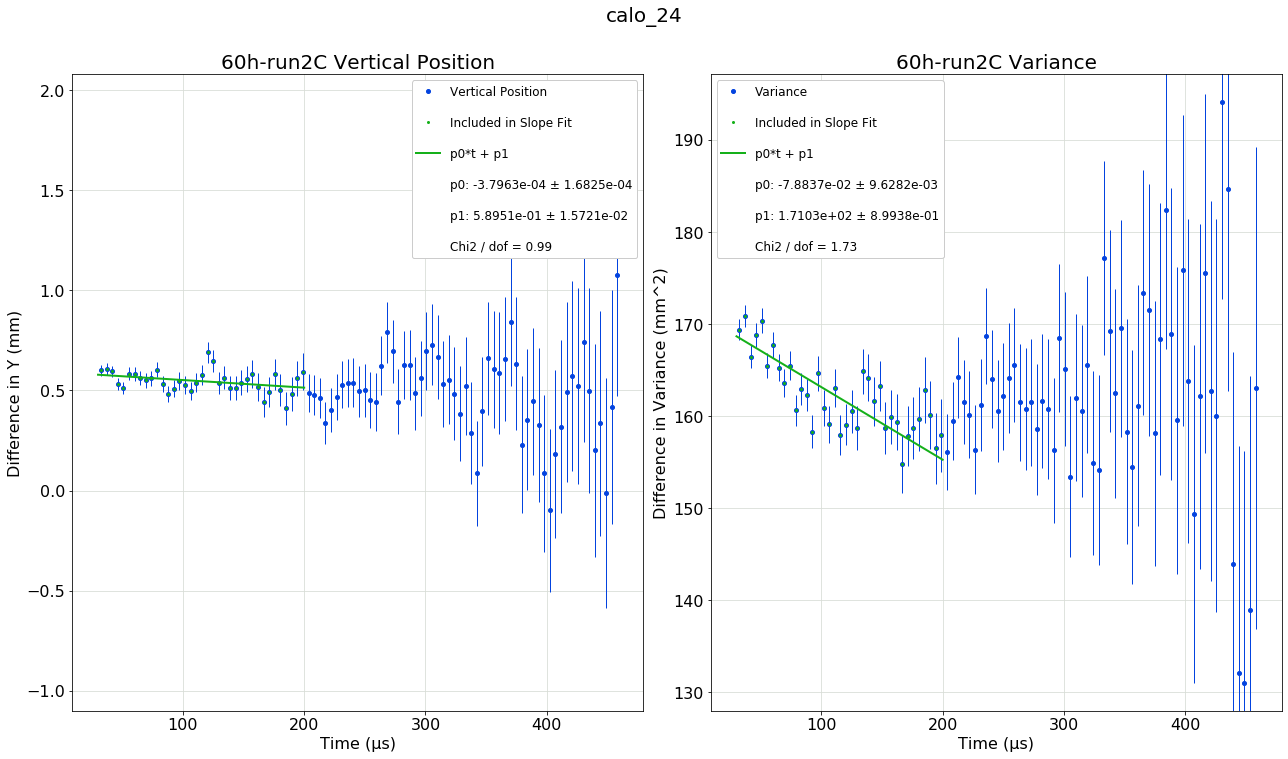 calo_24
60h-run2C Vertical Position
2.0
1.5
1.0
0.5
0.0
−0.5
−1.0
Difference in Y (mm)
100
200
300
400
Time (μs)
Vertical Position
Included in Slope Fit
p0*t + p1
p0: -3.7963e-04 ± 1.6825e-04
p1: 5.8951e-01 ± 1.5721e-02
Chi2 / dof = 0.99
60h-run2C Variance
190
180
170
160
150
140
130
Difference in Variance (mm^2)
100
200
300
400
Time (μs)
Variance
Included in Slope Fit
p0*t + p1
p0: -7.8837e-02 ± 9.6282e-03
p1: 1.7103e+02 ± 8.9938e-01
Chi2 / dof = 1.73